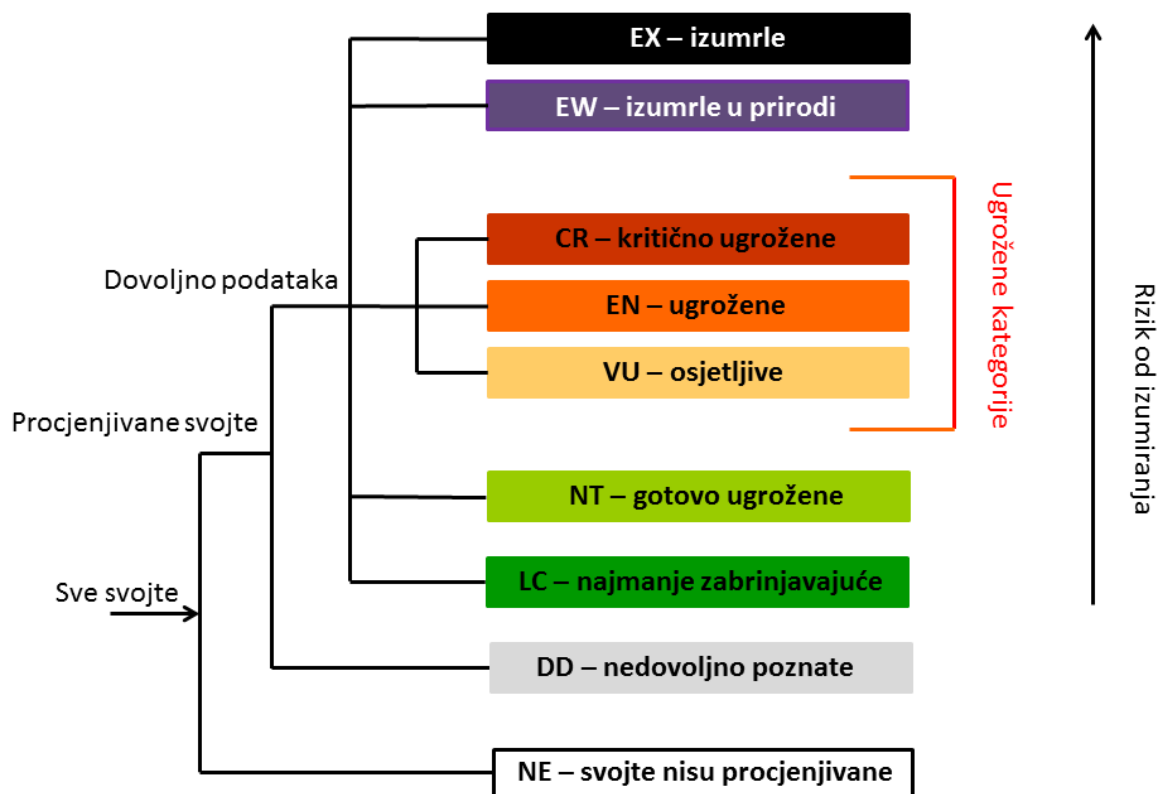 EX – izumrle
EW – izumrle u prirodi
CR – kritično ugrožene
Dovoljno podataka
EN – ugrožene
VU – osjetljive
Ugrožene kategorije
Rizik od izumiranja
Procjenjivane svojte
NT – gotovo ugrožene
LC – najmanje zabrinjavajuće
Sve svojte
DD – nedovoljno poznate
NE – svojte nisu procjenjivane